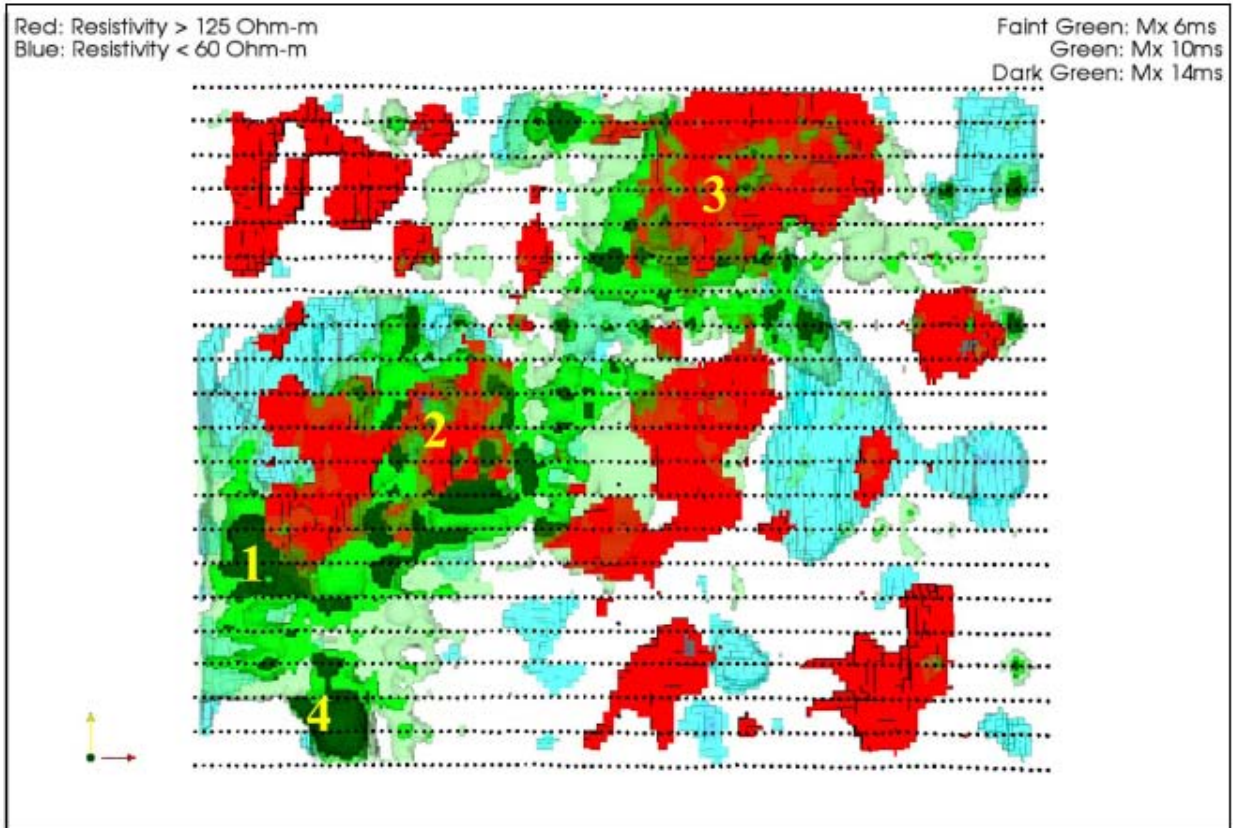 Red: Resistivity > 125 Ohm-m
Blue: Resistivity < 60 Ohm-m
Faint Green: Mx 6ms
Green: Mx 10ms
Dark Green: Mx 14ms
3
2
1
4